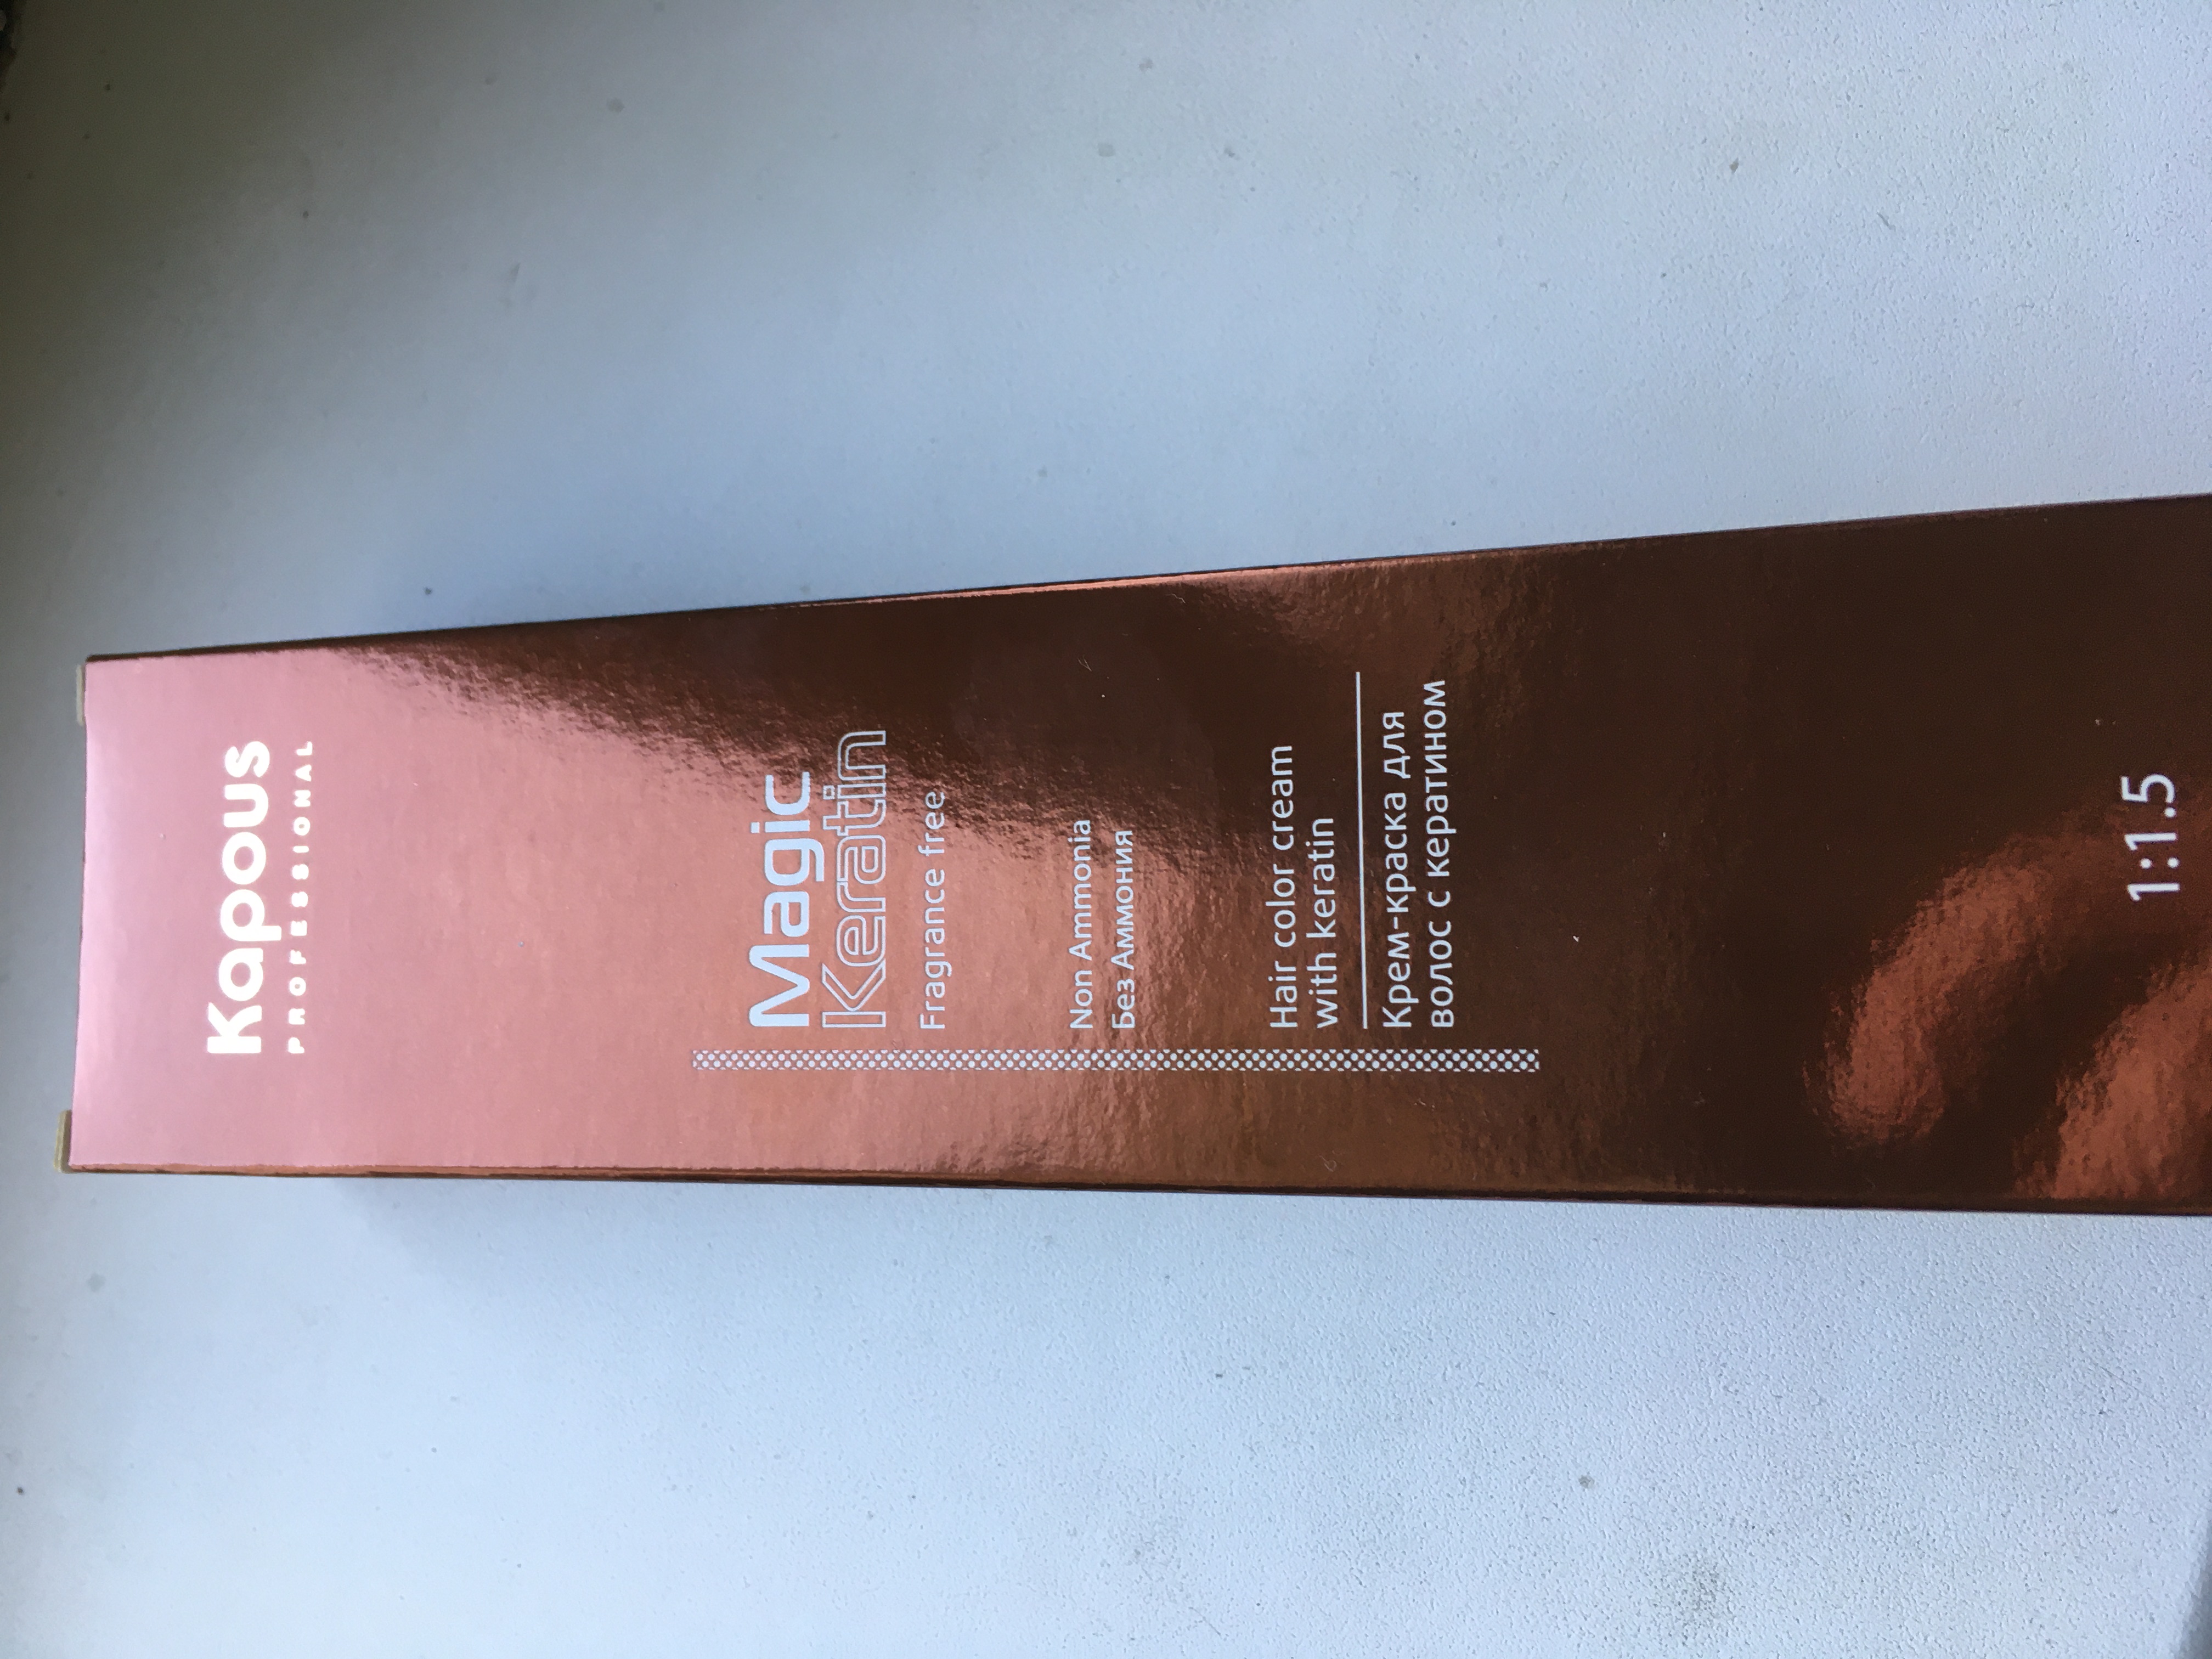 Kapous
PROFESSIONAL
Magic
Keratin
Fragrance free
Non Ammonia
Без Аммония
Hair color cream
with keratin
Крем-краска для
волос с кератином
1:1.5